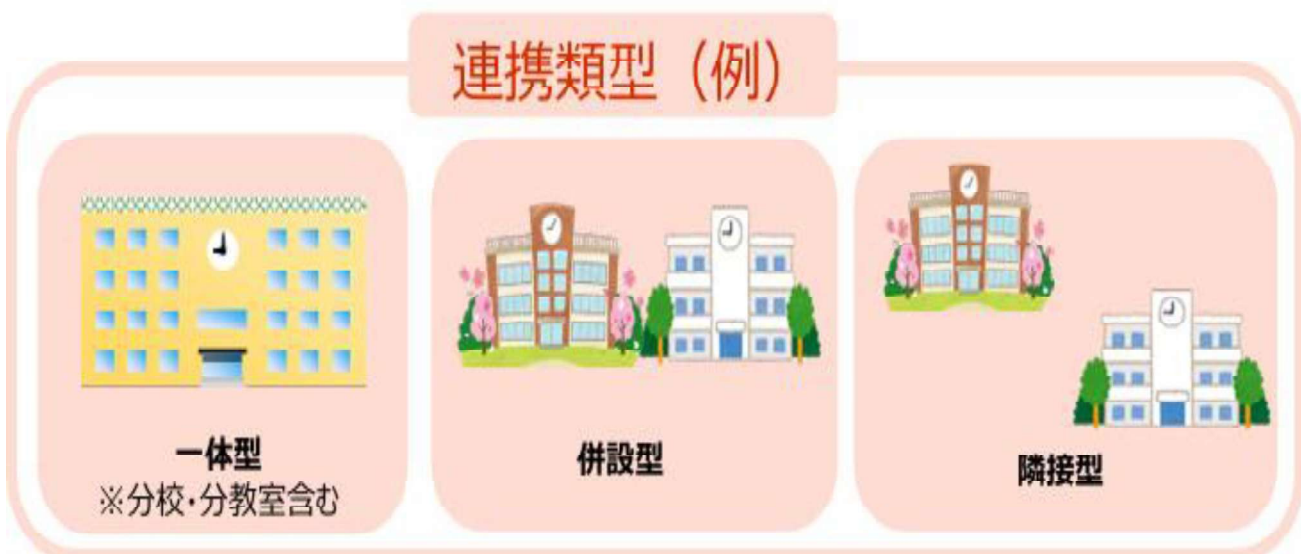 連携類型（例）
一体型
※分校・分教室含む
併設型
隣接型